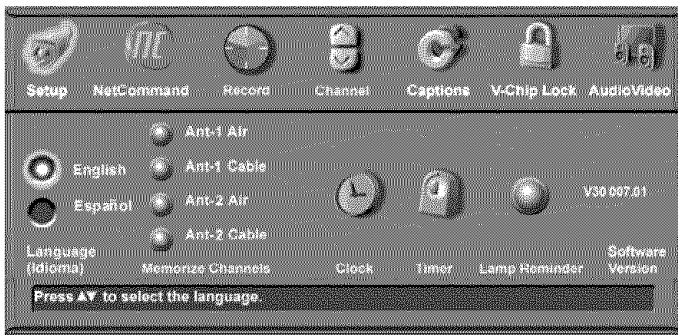 Setup NetCommand Record Channel Captions V-Chip Lock AudioVideo
Ant-1 Air
English Ant-1 Cable
Español Ant-2 Air V30 007.01
Ant-2 Cable
Language (Idioma) Memorize Channels Clock Timer Lamp Reminder Software Version
Press ▲▼ to select the language.